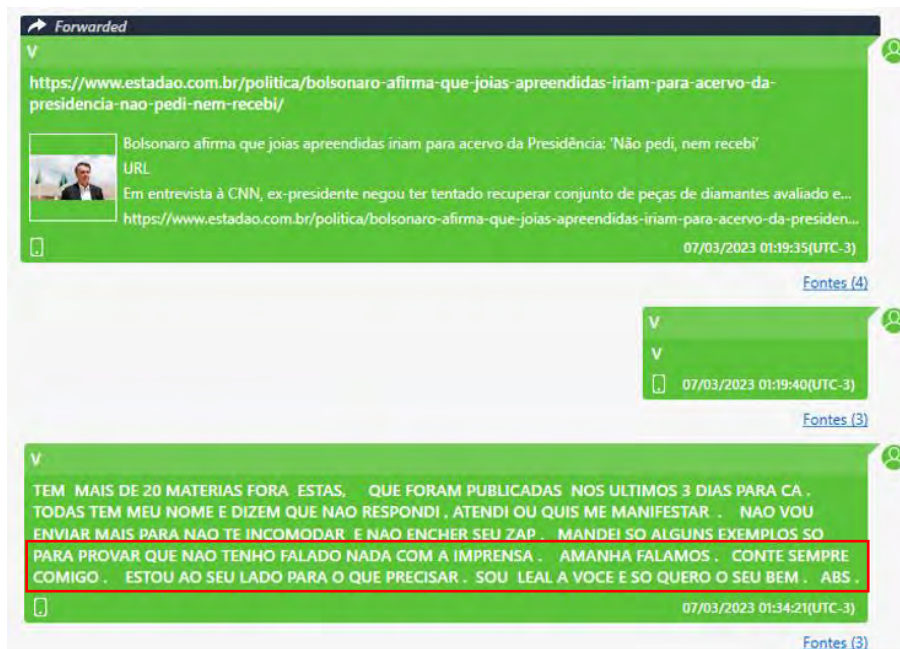 Forwarded
V
https://www.estadao.com.br/politica/bolsonaro-afirma-que-joias-apreendidas-iriam-para-acervo-da-
presidencia-nao-pedi-nem-recebi/
Bolsonaro afirma que joias apreendidas iriam para acervo da Presidência: 'Não pedi, nem recebi'
URL
Em entrevista à CNN, ex-presidente negou ter tentado recuperar conjunto de peças de diamantes avaliado e...
https://www.estadao.com.br/politica/bolsonaro-afirma-que-joias-apreendidas-iriam-para-acervo-da-presiden...
07/03/2023 01:19:35(UTC-3)
Fontes (4)
V
V
07/03/2023 01:19:40(UTC-3)
Fontes (3)
V
TEM MAIS DE 20 MATERIAS FORA ESTAS, QUE FORAM PUBLICADAS NOS ULTIMOS 3 DIAS PARA CA .
TODAS TEM MEU NOME E DIZEM QUE NAO RESPONDI . ATENDI OU QUIS ME MANIFESTAR . NAO VOU
ENVIAR MAIS PARA NAO TE INCOMODAR E NAO ENCHER SEU ZAP . MANDEI SO ALGUNS EXEMPLOS SO
PARA PROVAR QUE NAO TENHO FALADO NADA COM A IMPRENSA . AMANHA FALAMOS . CONTE SEMPRE
COMIGO . ESTOU AO SEU LADO PARA O QUE PRECISAR . SOU LEAL A VOCE E SO QUERO O SEU BEM . ABS .
07/03/2023 01:34:21(UTC-3)
Fontes (3)